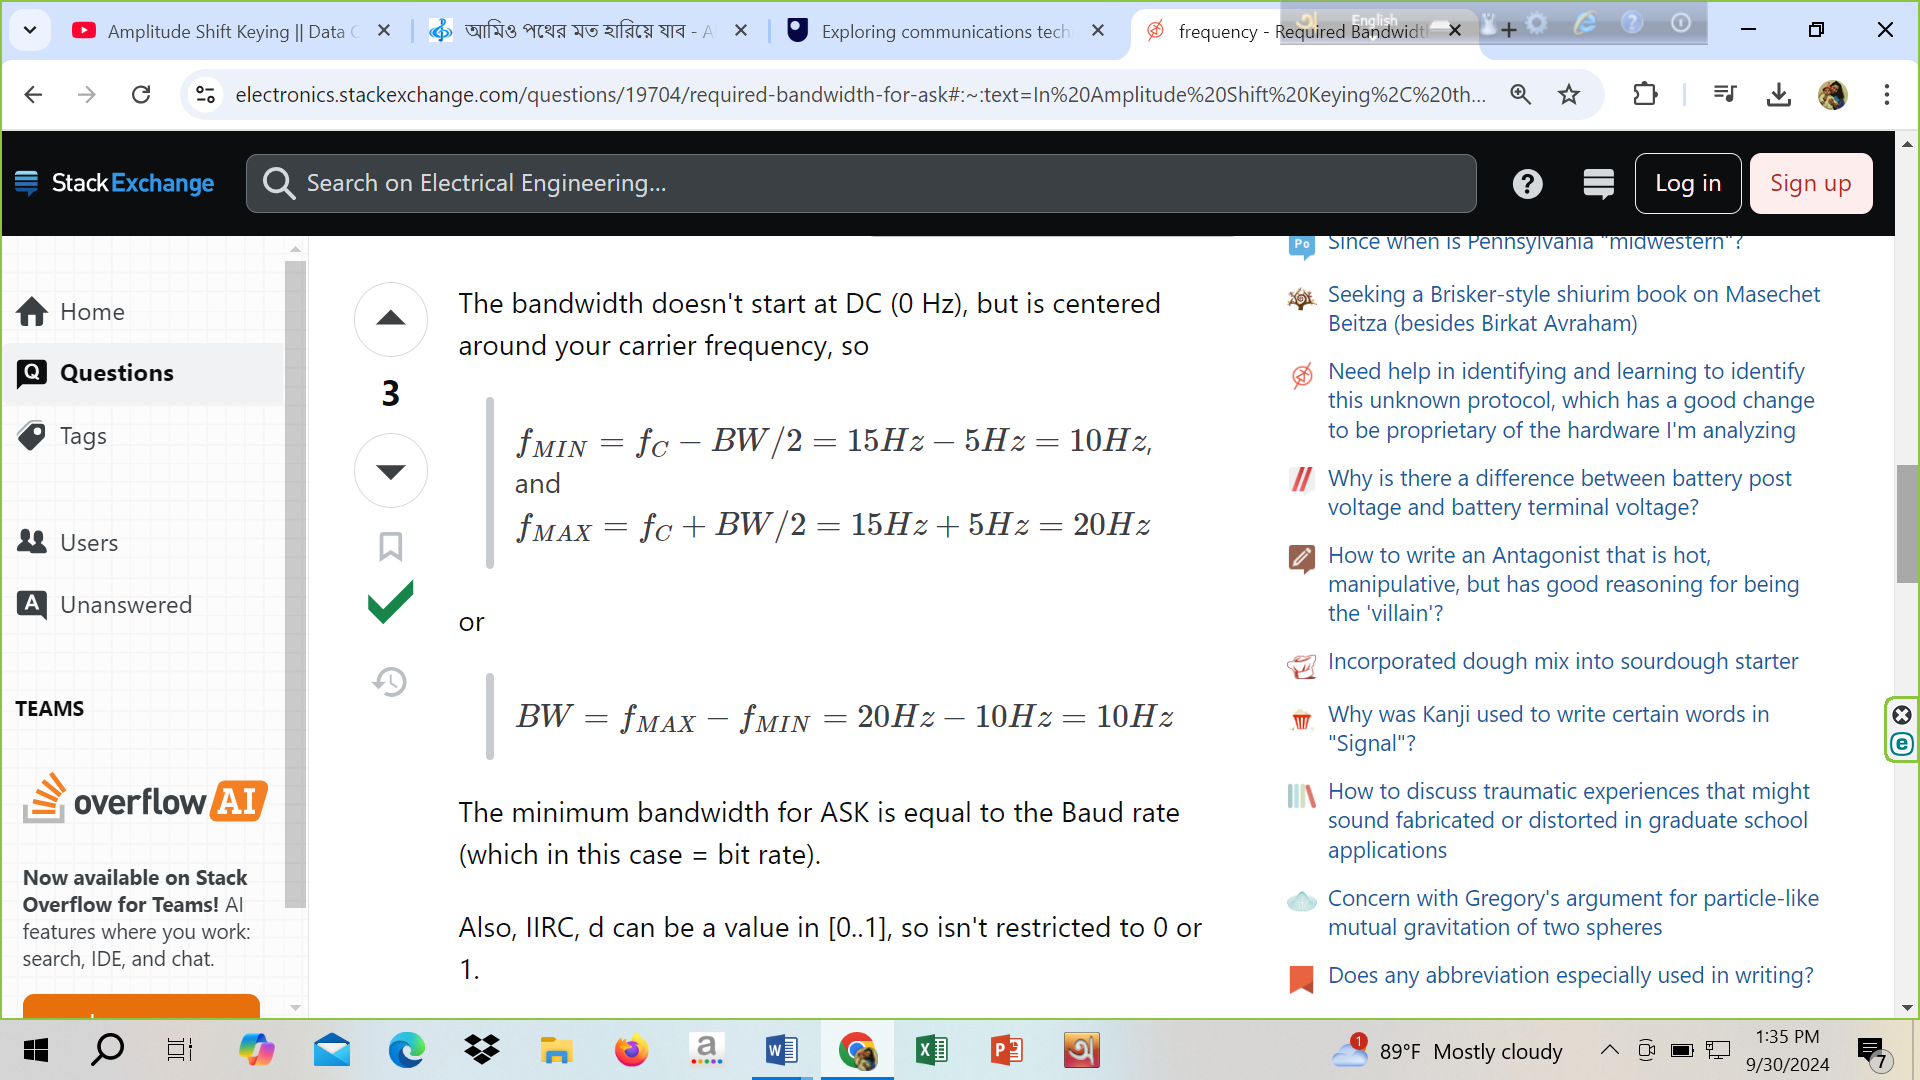 Amplitude Shift Keying || Data C
আমিও পথের মত হারিয়ে যাব - A
Exploring communications tech
frequency - Required Bandwidt
English
electronics.stackexchange.com/questions/19704/required-bandwidth-for-ask#:~:text=In%20Amplitude%20Shift%20Keying%2C%20th...
StackExchange
Search on Electrical Engineering...
Log in
Sign up
Home
Questions
Tags
Users
Unanswered
TEAMS
overflow AI
Now available on Stack
Overflow for Teams! AI
features where you work:
search, IDE, and chat.
The bandwidth doesn't start at DC (0 Hz), but is centered
around your carrier frequency, so
3
f_MIN = f_C − BW/2 = 15Hz − 5Hz = 10Hz,
and
f_MAX = f_C + BW/2 = 15Hz + 5Hz = 20Hz
or
BW = f_MAX − f_MIN = 20Hz − 10Hz = 10Hz
The minimum bandwidth for ASK is equal to the Baud rate
(which in this case = bit rate).
Also, IIRC, d can be a value in [0..1], so isn't restricted to 0 or
1.
Po
Since when is Pennsylvania "midwestern"?
Seeking a Brisker-style shiurim book on Masechet
Beitza (besides Birkat Avraham)
Need help in identifying and learning to identify
this unknown protocol, which has a good change
to be proprietary of the hardware I'm analyzing
Why is there a difference between battery post
voltage and battery terminal voltage?
How to write an Antagonist that is hot,
manipulative, but has good reasoning for being
the 'villain'?
Incorporated dough mix into sourdough starter
Why was Kanji used to write certain words in
"Signal"?
How to discuss traumatic experiences that might
sound fabricated or distorted in graduate school
applications
Concern with Gregory's argument for particle-like
mutual gravitation of two spheres
Does any abbreviation especially used in writing?
1
89°F Mostly cloudy
1:35 PM
9/30/2024
7